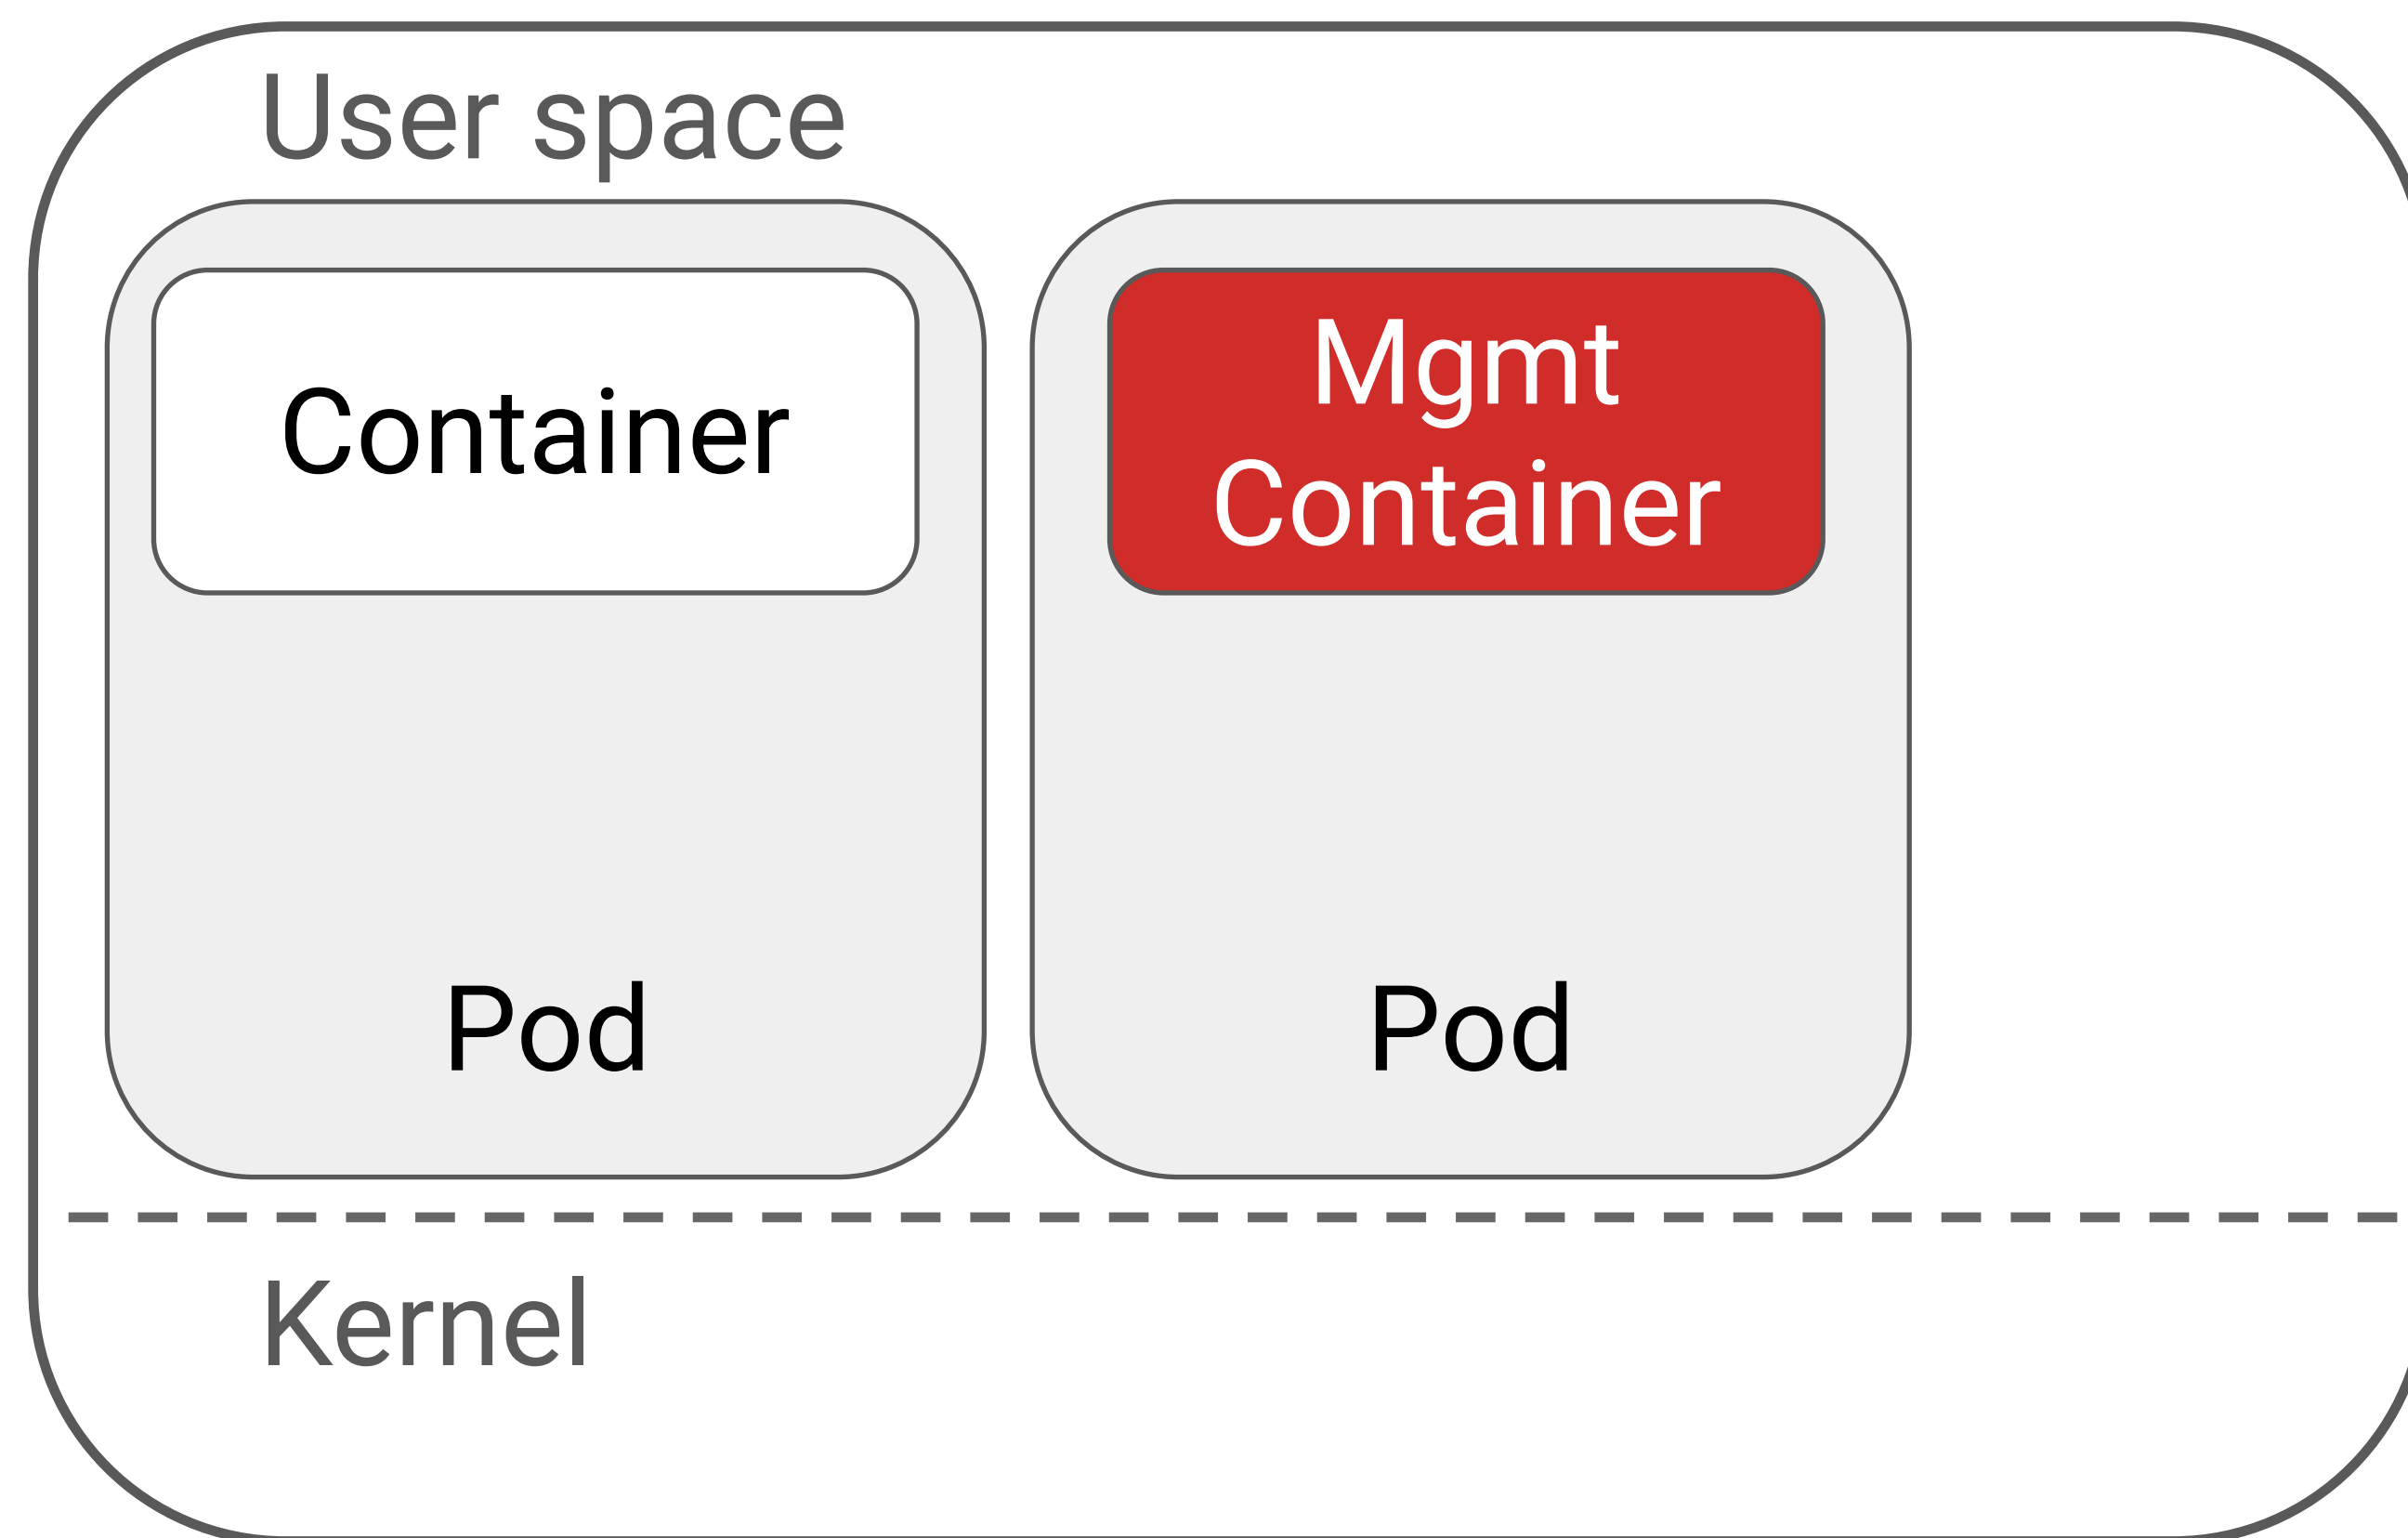 User space
Container
Mgmt
Container
Pod
Pod
Kernel